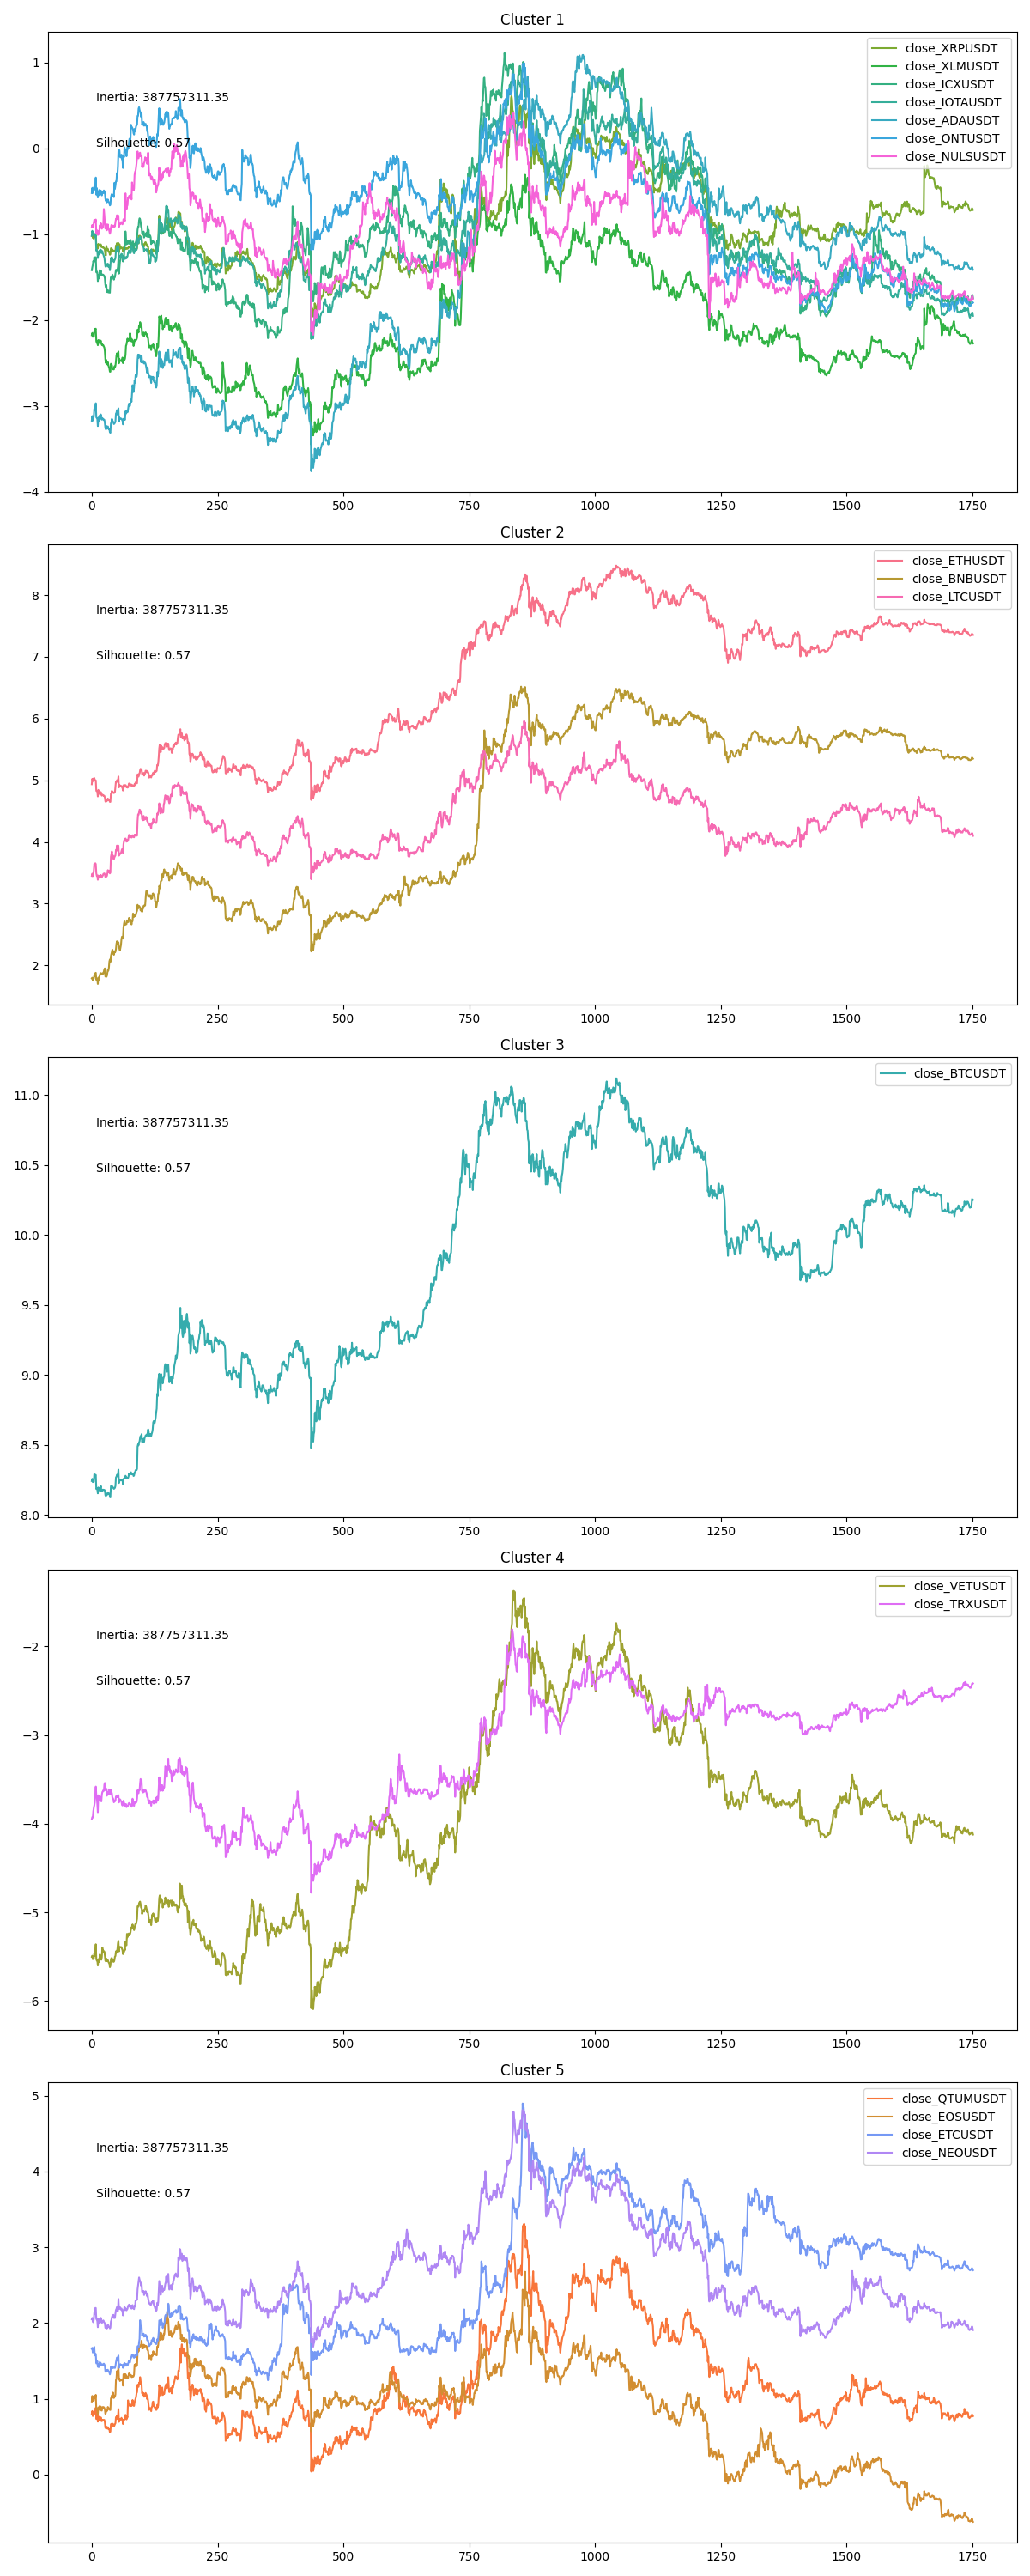 Cluster 1
Inertia: 387757311.35
Silhouette: 0.57
close_XRPUSDT
close_XLMUSDT
close_ICXUSDT
close_IOTAUSDT
close_ADAUSDT
close_ONTUSDT
close_NULSUSDT
1
0
−1
−2
−3
−4
0 250 500 750 1000 1250 1500 1750
Cluster 2
Inertia: 387757311.35
Silhouette: 0.57
close_ETHUSDT
close_BNBUSDT
close_LTCUSDT
8
7
6
5
4
3
2
0 250 500 750 1000 1250 1500 1750
Cluster 3
Inertia: 387757311.35
Silhouette: 0.57
close_BTCUSDT
11.0
10.5
10.0
9.5
9.0
8.5
8.0
0 250 500 750 1000 1250 1500 1750
Cluster 4
Inertia: 387757311.35
Silhouette: 0.57
close_VETUSDT
close_TRXUSDT
−2
−3
−4
−5
−6
0 250 500 750 1000 1250 1500 1750
Cluster 5
Inertia: 387757311.35
Silhouette: 0.57
close_QTUMUSDT
close_EOSUSDT
close_ETCUSDT
close_NEOUSDT
5
4
3
2
1
0
0 250 500 750 1000 1250 1500 1750